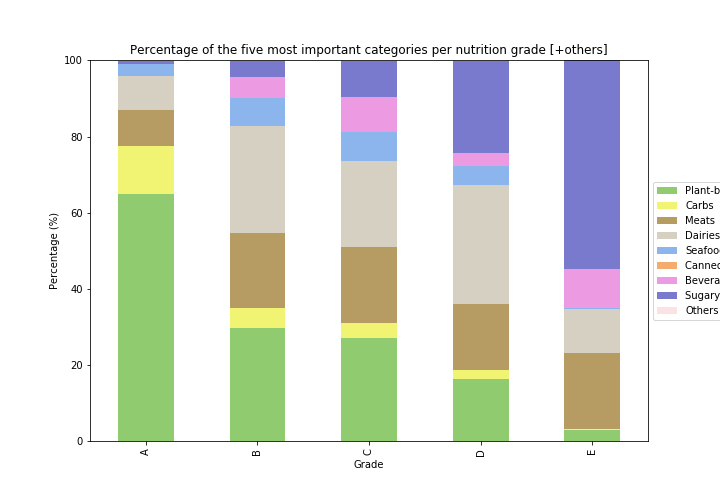 Percentage of the five most important categories per nutrition grade [+others]
100
80
60
40
20
0
Percentage (%)
A
B
C
D
E
Grade
Plant-b
Carbs
Meats
Dairies
Seafoo
Canned
Bevera
Sugary
Others